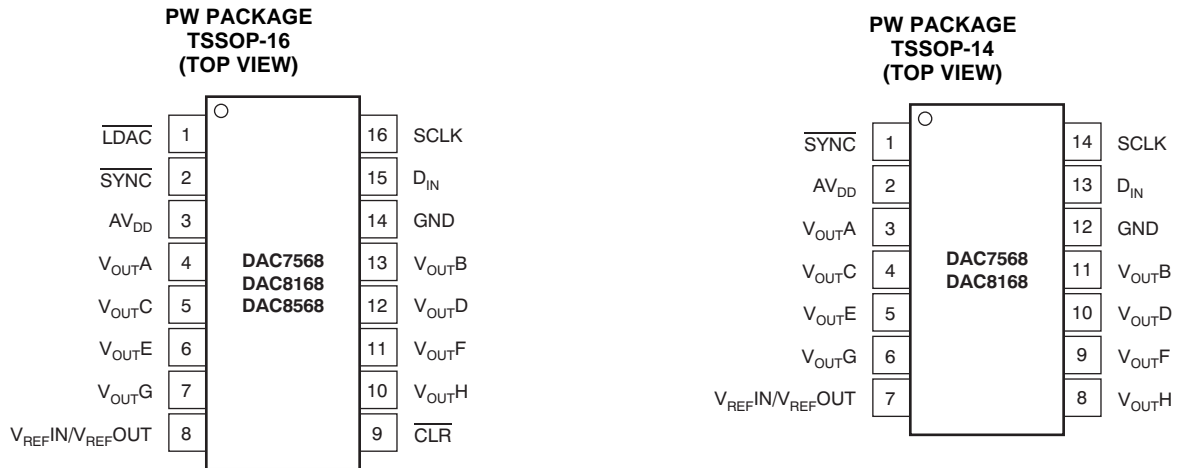 PW PACKAGE
TSSOP-16
(TOP VIEW)
LDAC 1 16 SCLK
SYNC 2 15 DIN
AVDD 3 14 GND
VOUTA 4 13 VOUTB
VOUTC 5 12 VOUTD
VOUTE 6 11 VOUTF
VOUTG 7 10 VOUTH
VREFIN/VREFOUT 8 9 CLR
DAC7568
DAC8168
DAC8568
PW PACKAGE
TSSOP-14
(TOP VIEW)
SYNC 1 14 SCLK
AVDD 2 13 DIN
VOUTA 3 12 GND
VOUTC 4 11 VOUTB
VOUTE 5 10 VOUTD
VOUTG 6 9 VOUTF
VREFIN/VREFOUT 7 8 VOUTH
DAC7568
DAC8168